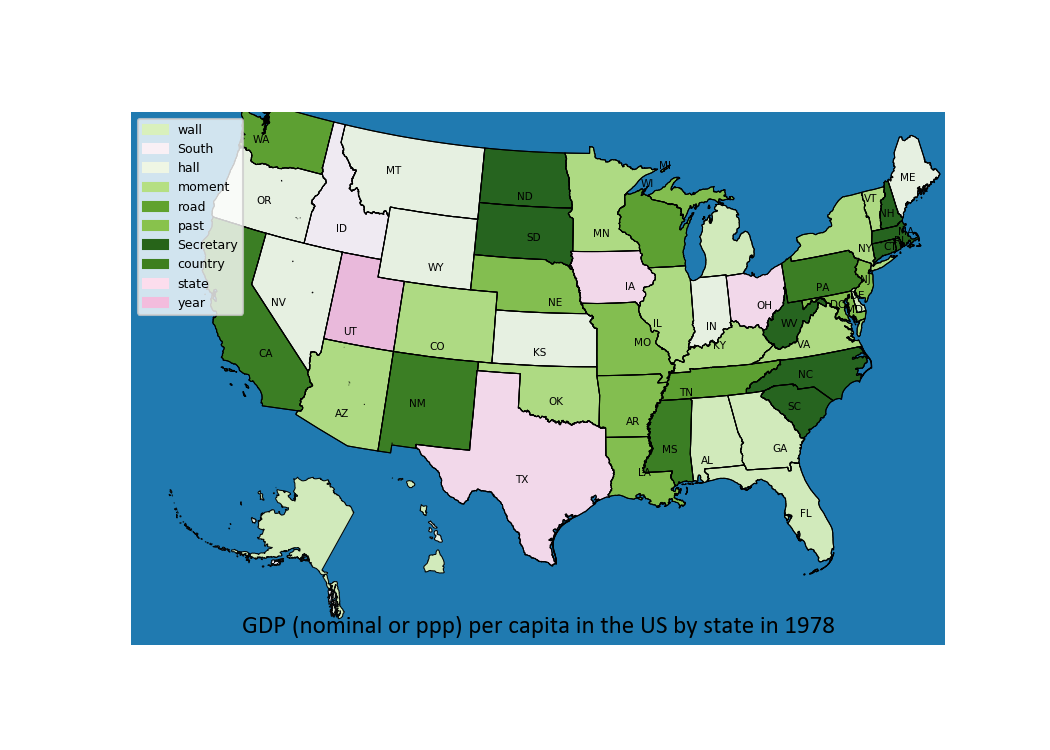 wall
South
hall
moment
road
past
Secretary
country
state
year
WA
OR
CA
ID
NV
MT
WY
UT
CO
AZ
NM
ND
SD
NE
KS
OK
TX
MN
IA
MO
AR
LA
WI
MI
IL
IN
OH
KY
TN
MS
AL
GA
FL
SC
NC
VA
WV
PA
NY
VT
NH
ME
MA
CT
RI
NJ
DE
MD
DC
GDP (nominal or ppp) per capita in the US by state in 1978